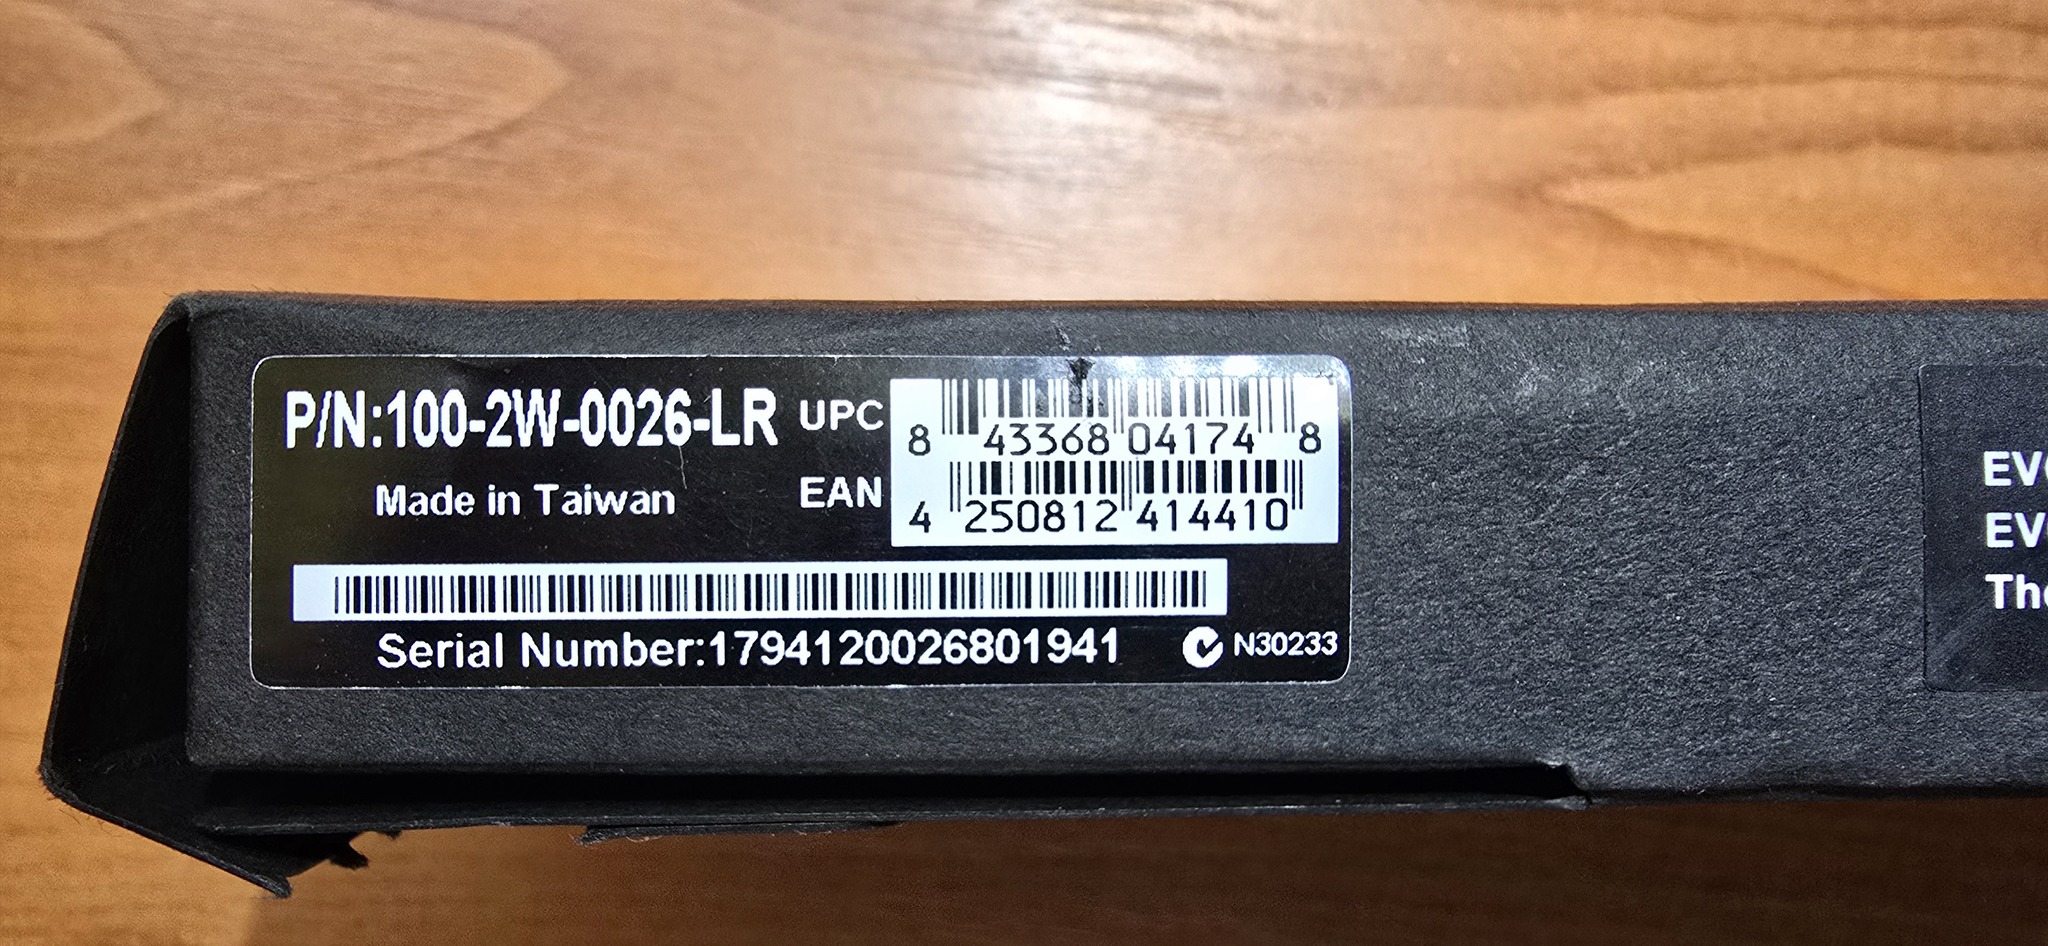 P/N:100-2W-0026-LR
Made in Taiwan
UPC
8 43368 04174 8
EAN
4 250812 414410
Serial Number:1794120026801941
N30233